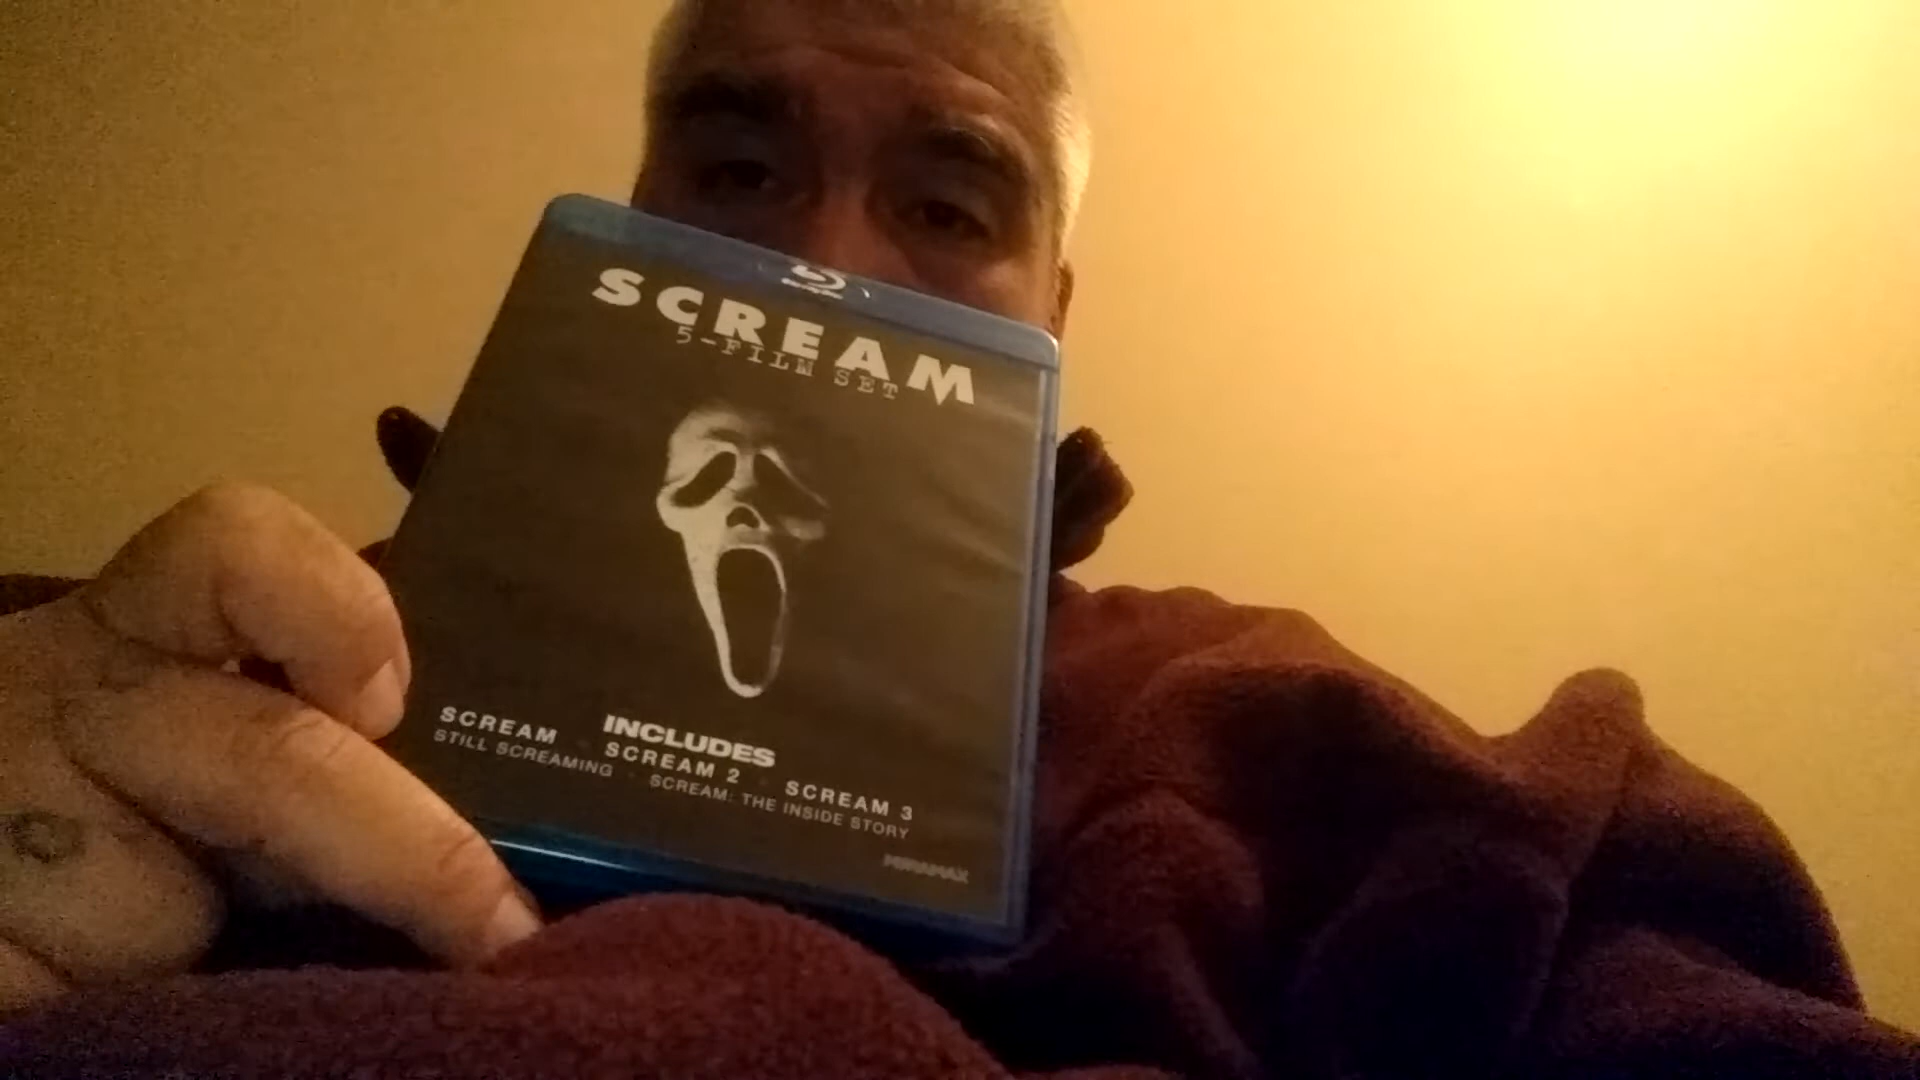 SCREAM
5-FILM SET
INCLUDES
SCREAM · SCREAM 2 · SCREAM 3
STILL SCREAMING · SCREAM: THE INSIDE STORY
MIRAMAX